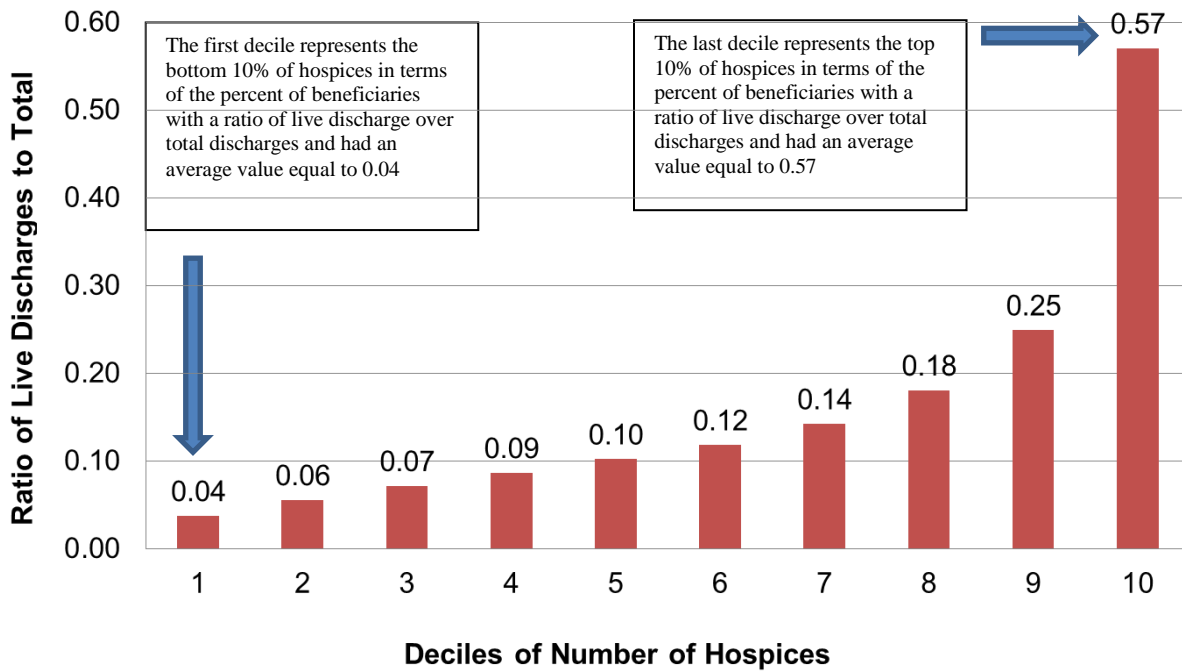 Ratio of Live Discharges to Total
0.60
0.50
0.40
0.30
0.20
0.10
0.00
The first decile represents the
bottom 10% of hospices in terms
of the percent of beneficiaries
with a ratio of live discharge over
total discharges and had an
average value equal to 0.04
The last decile represents the top
10% of hospices in terms of the
percent of beneficiaries with a
ratio of live discharge over total
discharges and had an average
value equal to 0.57
0.04
0.06
0.07
0.09
0.10
0.12
0.14
0.18
0.25
0.57
1 2 3 4 5 6 7 8 9 10
Deciles of Number of Hospices